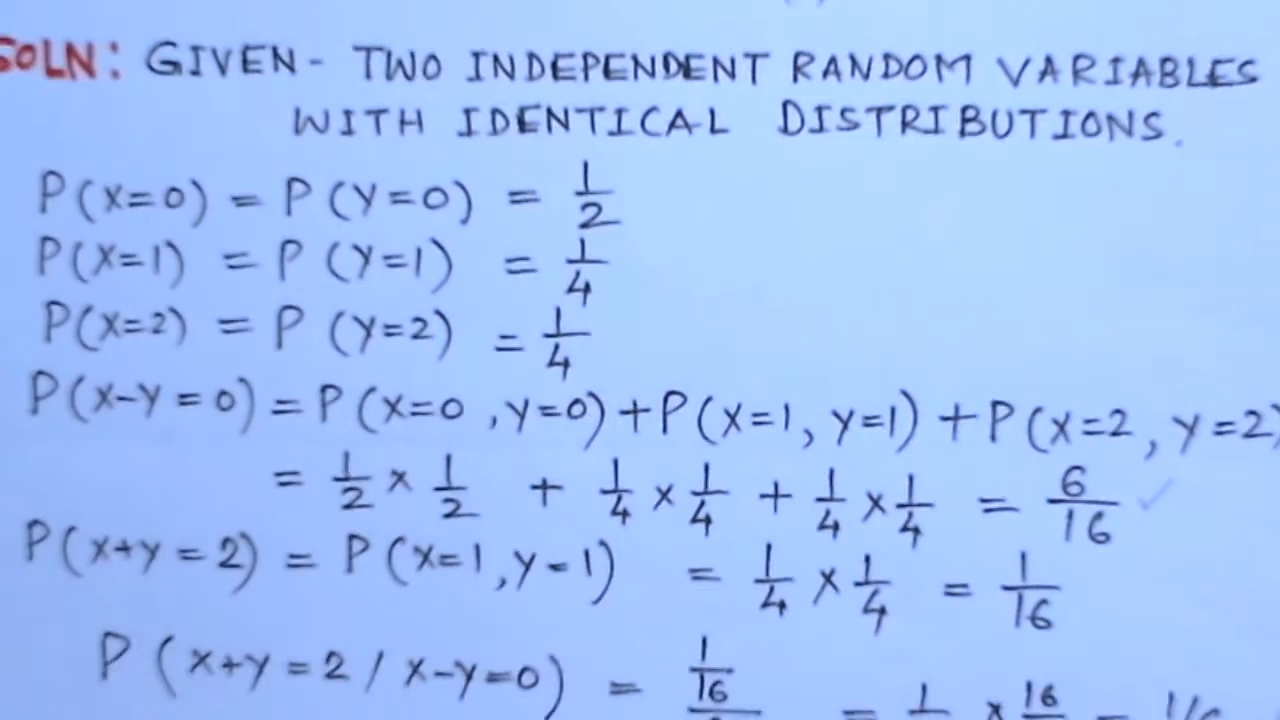 SOLN: GIVEN - TWO INDEPENDENT RANDOM VARIABLES
WITH IDENTICAL DISTRIBUTIONS.
P(X=0) = P(Y=0) = 1/2
P(X=1) = P(Y=1) = 1/4
P(X=2) = P(Y=2) = 1/4
P(X-Y=0) = P(X=0, Y=0) + P(X=1, Y=1) + P(X=2, Y=2)
= 1/2 × 1/2 + 1/4 × 1/4 + 1/4 × 1/4 = 6/16 ✓
P(X+Y=2) = P(X=1, Y-1) = 1/4 × 1/4 = 1/16
P(X+Y=2 / X-Y=0) = 1/16 = 1 × 16 =